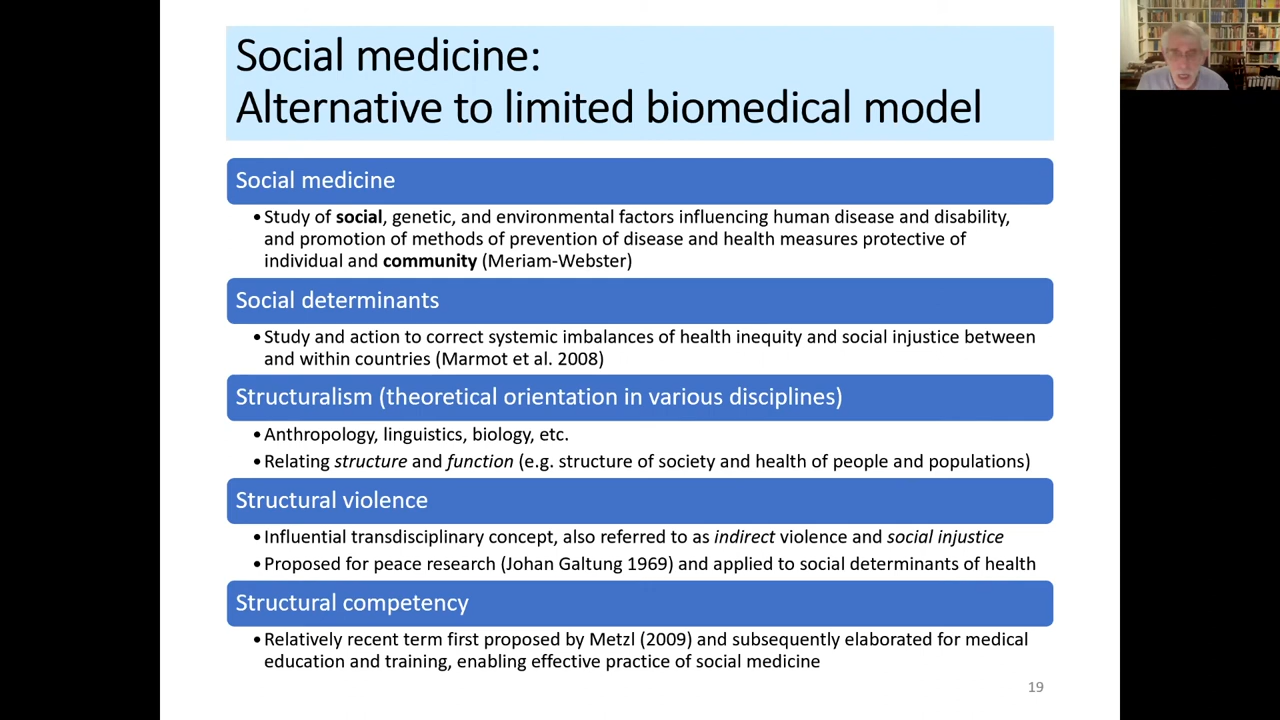 Social medicine:
Alternative to limited biomedical model
Social medicine
•Study of social, genetic, and environmental factors influencing human disease and disability,
and promotion of methods of prevention of disease and health measures protective of
individual and community (Meriam-Webster)
Social determinants
•Study and action to correct systemic imbalances of health inequity and social injustice between
and within countries (Marmot et al. 2008)
Structuralism (theoretical orientation in various disciplines)
•Anthropology, linguistics, biology, etc.
•Relating structure and function (e.g. structure of society and health of people and populations)
Structural violence
•Influential transdisciplinary concept, also referred to as indirect violence and social injustice
•Proposed for peace research (Johan Galtung 1969) and applied to social determinants of health
Structural competency
•Relatively recent term first proposed by Metzl (2009) and subsequently elaborated for medical
education and training, enabling effective practice of social medicine
19